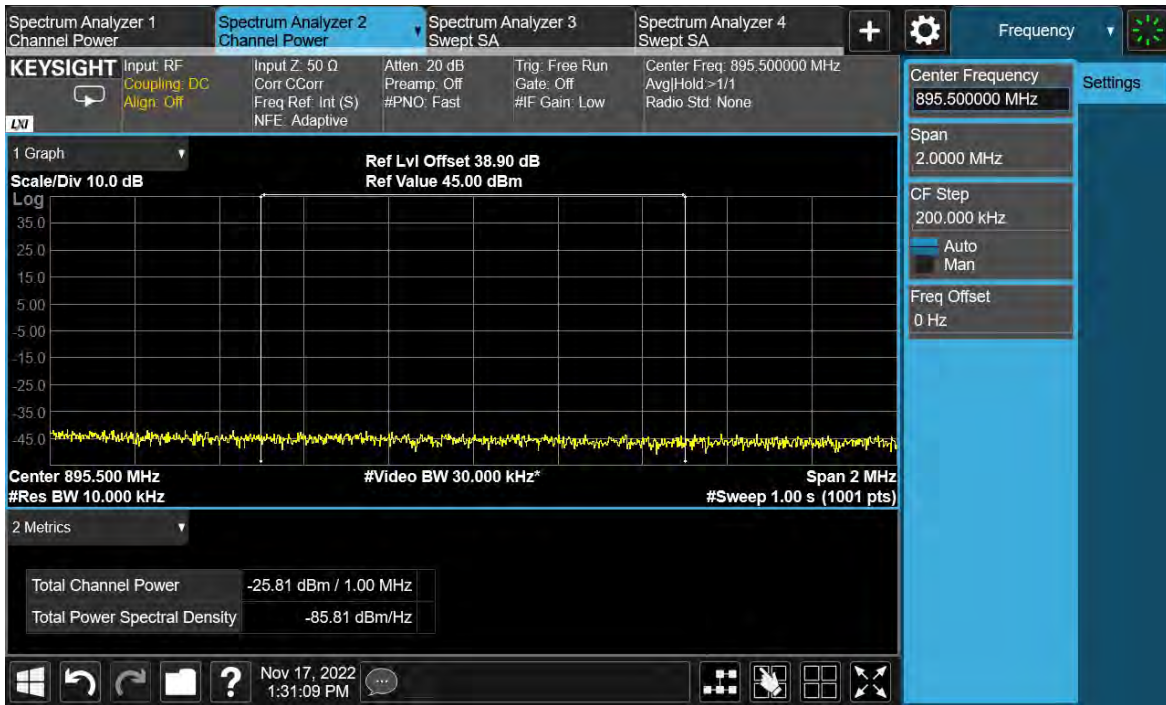 Spectrum Analyzer 1
Channel Power
Spectrum Analyzer 2
Channel Power
Spectrum Analyzer 3
Swept SA
Spectrum Analyzer 4
Swept SA
+
Frequency
KEYSIGHT
LXI
Input: RF
Coupling: DC
Align: Off
Input Z: 50 Ω
Corr CCorr
Freq Ref: Int (S)
NFE: Adaptive
Atten: 20 dB
Preamp: Off
#PNO: Fast
Trig: Free Run
Gate: Off
#IF Gain: Low
Center Freq: 895.500000 MHz
Avg|Hold:>1/1
Radio Std: None
1 Graph
Scale/Div 10.0 dB
Ref Lvl Offset 38.90 dB
Ref Value 45.00 dBm
Log
35.0
25.0
15.0
5.00
-5.00
-15.0
-25.0
-35.0
-45.0
Center 895.500 MHz
#Res BW 10.000 kHz
#Video BW 30.000 kHz*
Span 2 MHz
#Sweep 1.00 s (1001 pts)
2 Metrics
Total Channel Power -25.81 dBm / 1.00 MHz
Total Power Spectral Density -85.81 dBm/Hz
?
Nov 17, 2022
1:31:09 PM
Center Frequency
895.500000 MHz
Span
2.0000 MHz
CF Step
200.000 kHz
Auto
Man
Freq Offset
0 Hz
Settings